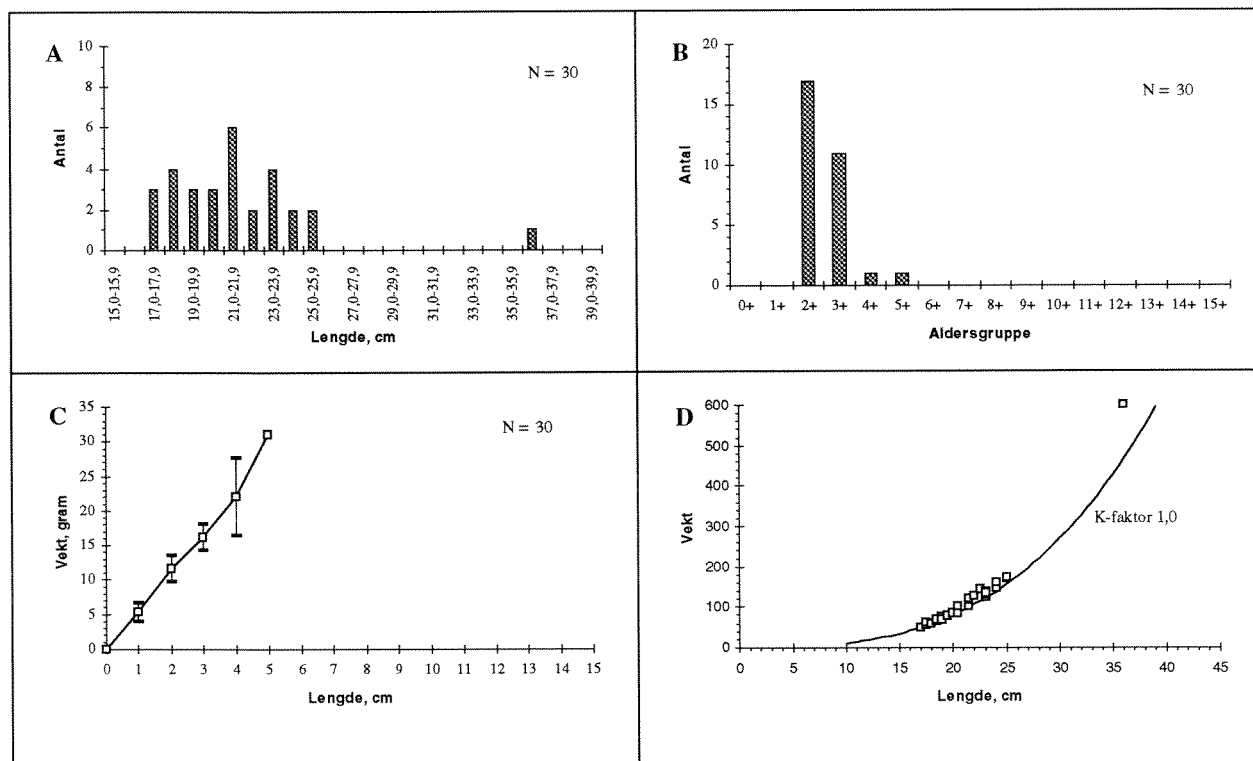 A
10
8
6
4
2
0
Antal
N = 30
15,0-15,9
17,0-17,9
19,0-19,9
21,0-21,9
23,0-23,9
25,0-25,9
27,0-27,9
29,0-29,9
31,0-31,9
33,0-33,9
35,0-35,9
37,0-37,9
39,0-39,9
Lengde, cm
B
20
15
10
5
0
Antal
N = 30
0+ 1+ 2+ 3+ 4+ 5+ 6+ 7+ 8+ 9+ 10+ 11+ 12+ 13+ 14+ 15+
Aldersgruppe
C
35
30
25
20
15
10
5
0
Vekt, gram
N = 30
0 1 2 3 4 5 6 7 8 9 10 11 12 13 14 15
Lengde, cm
D
600
500
400
300
200
100
0
Vekt
K-faktor 1,0
0 5 10 15 20 25 30 35 40 45
Lengde, cm